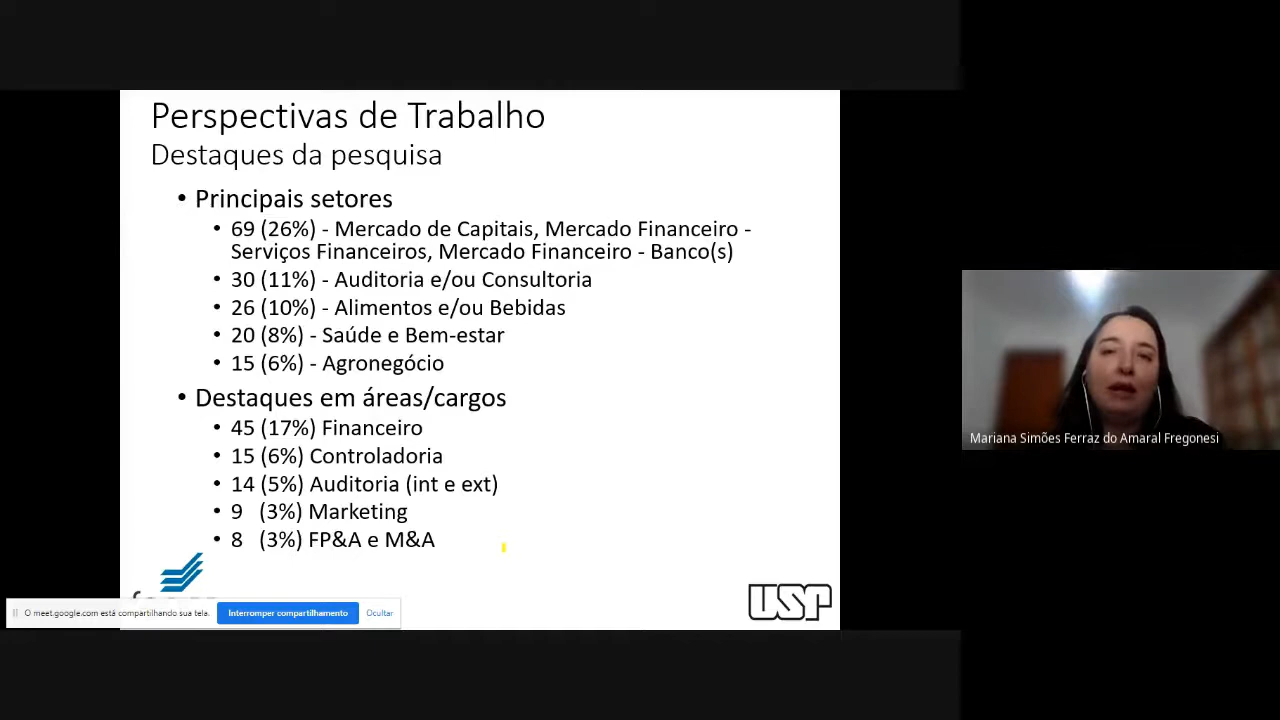 Perspectivas de Trabalho
Destaques da pesquisa
• Principais setores
• 69 (26%) - Mercado de Capitais, Mercado Financeiro -
Serviços Financeiros, Mercado Financeiro - Banco(s)
• 30 (11%) - Auditoria e/ou Consultoria
• 26 (10%) - Alimentos e/ou Bebidas
• 20 (8%) - Saúde e Bem-estar
• 15 (6%) - Agronegócio
• Destaques em áreas/cargos
• 45 (17%) Financeiro
• 15 (6%) Controladoria
• 14 (5%) Auditoria (int e ext)
• 9 (3%) Marketing
• 8 (3%) FP&A e M&A
O meet.google.com está compartilhando sua tela.
Interromper compartilhamento
Ocultar
USP
Mariana Simões Ferraz do Amaral Fregonesi